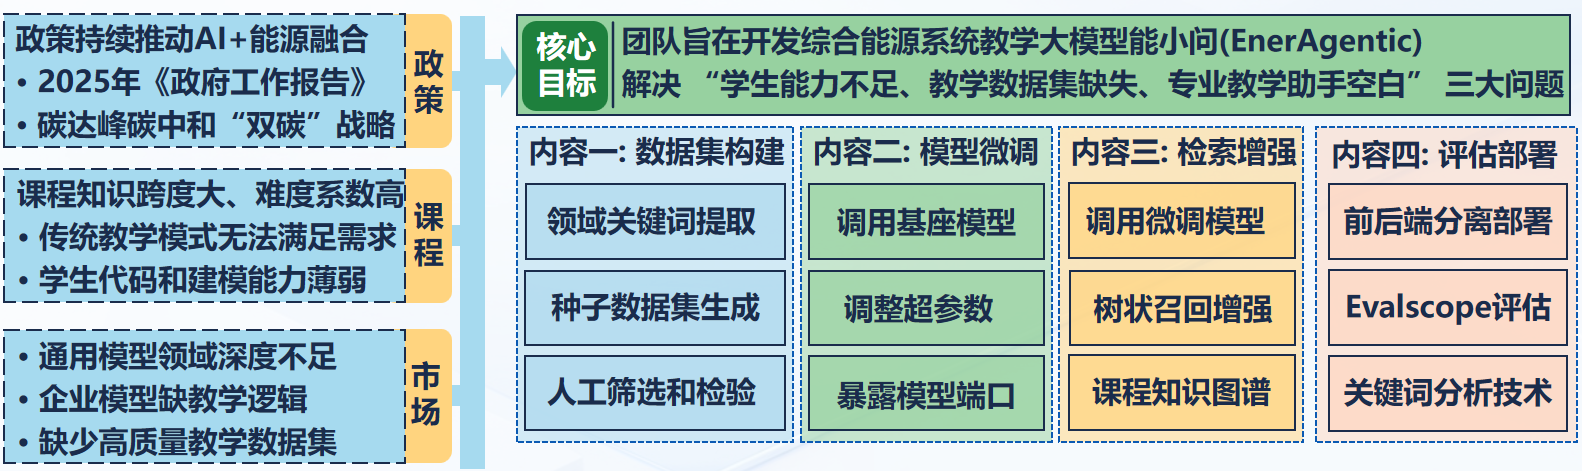 政策持续推动AI+能源融合
• 2025年《政府工作报告》
• 碳达峰碳中和“双碳”战略
政策
课程知识跨度大、难度系数高
• 传统教学模式无法满足需求
• 学生代码和建模能力薄弱
课程
• 通用模型领域深度不足
• 企业模型缺教学逻辑
• 缺少高质量教学数据集
市场
核心
目标
团队旨在开发综合能源系统教学大模型能小问(EnerAgentic)
解决 “学生能力不足、教学数据集缺失、专业教学助手空白” 三大问题
内容一: 数据集构建
领域关键词提取
种子数据集生成
人工筛选和检验
内容二: 模型微调
调用基座模型
调整超参数
暴露模型端口
内容三: 检索增强
调用微调模型
树状召回增强
课程知识图谱
内容四: 评估部署
前后端分离部署
Evalscope评估
关键词分析技术